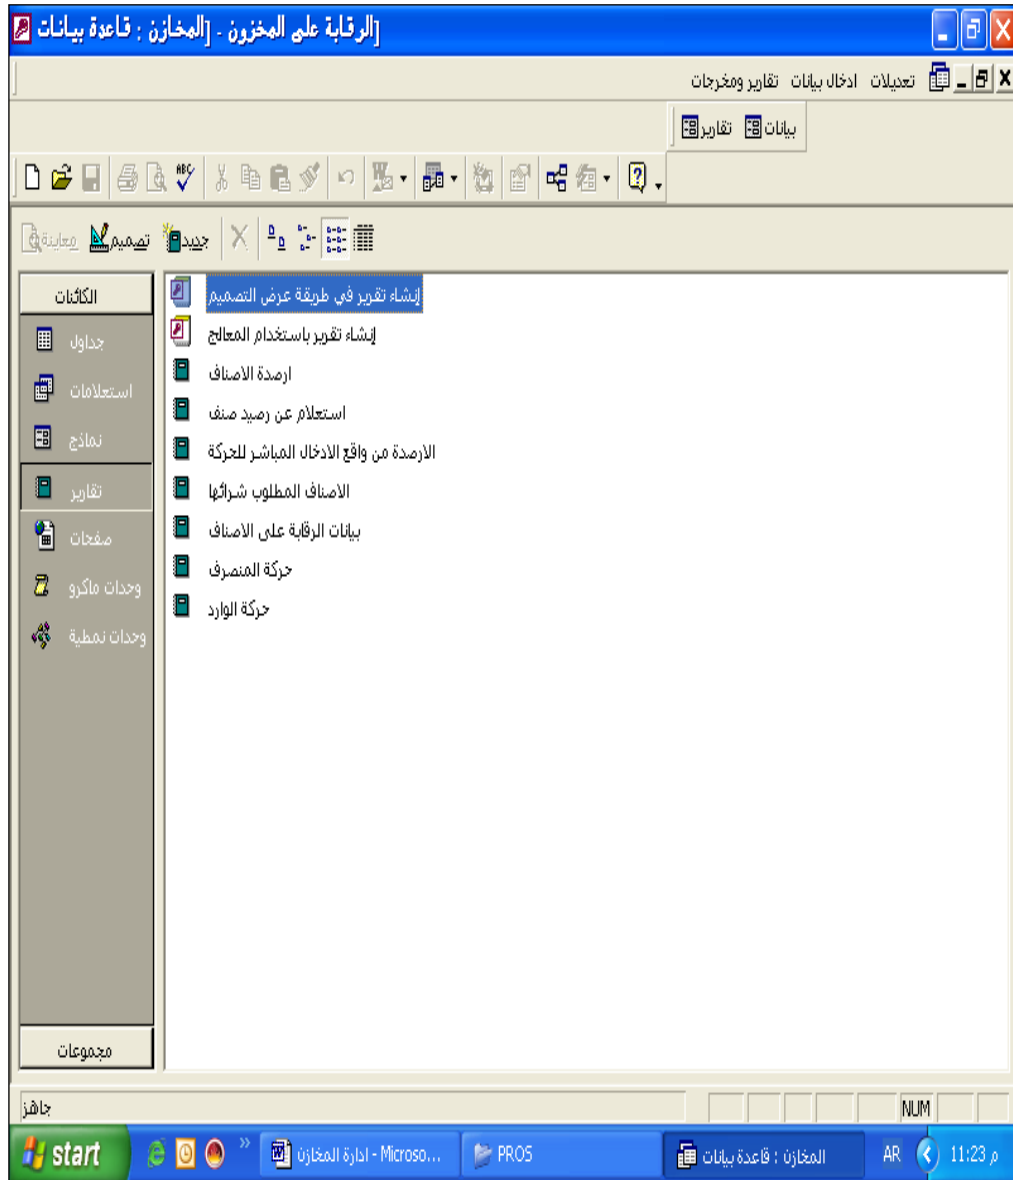 [الرقابة على المخزون - [المخازن : قاعدة بيانات
تعديلات ادخال بيانات تقارير ومخرجات
بيانات تقارير
ABC
معاينة تصميم جديد
الكائنات
جداول
استعلامات
نماذج
تقارير
صفحات
وحدات ماكرو
وحدات نمطية
مجموعات
إنشاء تقرير في طريقة عرض التصميم
إنشاء تقرير باستخدام المعالج
ارصدة الاصناف
استعلام عن رصيد صنف
الارصدة من واقع الادخال المباشر للحركة
الاصناف المطلوب شرائها
بيانات الرقابة على الاصناف
حركة المنصرف
حركة الوارد
جاهز NUM
start » ادارة المخازن - Microso... PROS المخازن : قاعدة بيانات AR 11:23 م